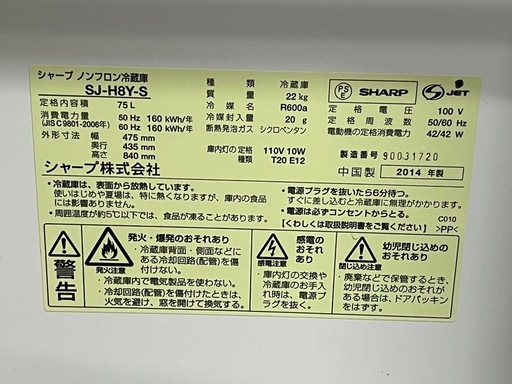 シャープ ノンフロン冷蔵庫
SJ-H8Y-S
定格内容積 75L
消費電力量 50 Hz 160 kWh/年
(JISC9801-2006年) 60 Hz 160 kWh/年
外形寸法 幅 475 mm
奥行 435 mm
高さ 840 mm
シャープ株式会社
種類 冷蔵庫
質量 22 kg
冷媒 R600a
冷媒封入量 20 g
断熱発泡ガス シクロペンタン
庫内灯 110V 10W
T20 E12
PS
E
SHARP
S-JET
定格電圧 100 V
定格周波数 50/60 Hz
電動機の定格消費電力 42/42 W
製造番号 90031720
中国製 2014 年製
・冷蔵庫は、表面から放熱しています。
使いはじめや夏場は、特に熱くなりますが、庫内の食品
には影響ありません。
・周囲温度が約5℃以下では、食品は凍ることがあります。
・電源プラグを抜いたら6分待つ。
すぐに差し込むと冷蔵庫に無理がかかります。
・電源は必ずコンセントからとる。
【くわしくは取扱説明書をご覧ください】
C010
>PP<
警告
発火注意
発火・爆発のおそれあり
・冷蔵庫背面・側面などに
ある冷却回路(配管)を傷
付けない。
・庫内で電気製品を使わない。
・冷却回路(配管)を傷付けたときは、
火気を避け、窓を開けて換気する。
感電注意
感電の
おそれあり
・庫内灯の交換や
冷蔵庫のお手入
れ時は、電源プラ
グを抜く。
閉じ込め注意
幼児閉じ込めの
おそれあり
・廃棄などで保管するとき、
幼児の閉じ込めのおそれが
ある場合は、ドアパッキン
をはずす。